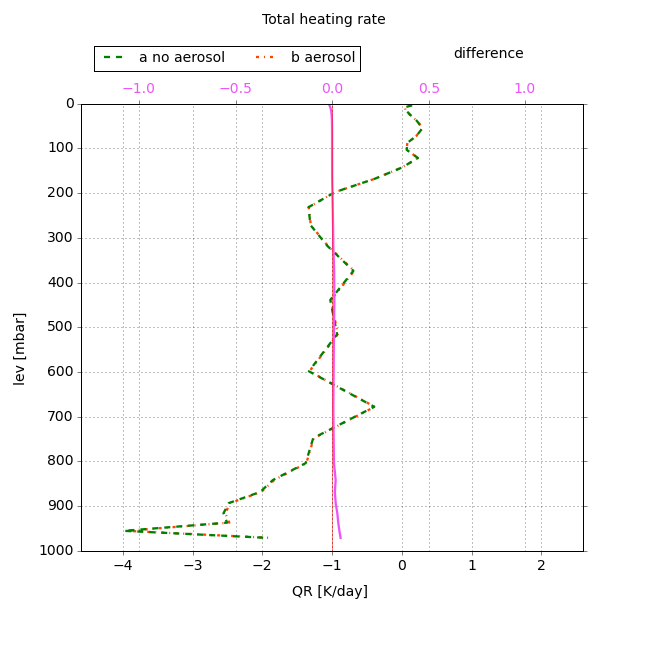 Total heating rate
a no aerosol b aerosol
difference
−1.0 −0.5 0.0 0.5 1.0
0
100
200
300
400
500
600
700
800
900
1000
lev [mbar]
−4 −3 −2 −1 0 1 2
QR [K/day]